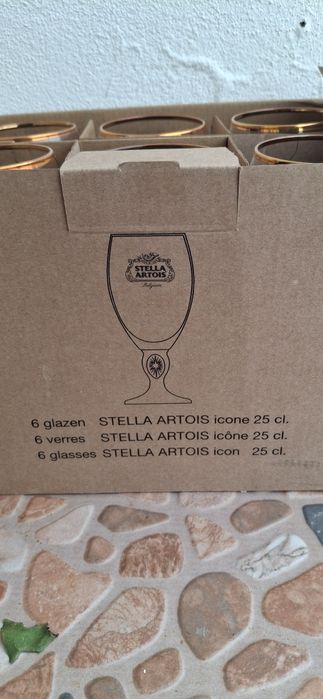 STELLA
ARTOIS
Belgium
6 glazen STELLA ARTOIS icone 25 cl.
6 verres STELLA ARTOIS icône 25 cl.
6 glasses STELLA ARTOIS icon 25 cl.